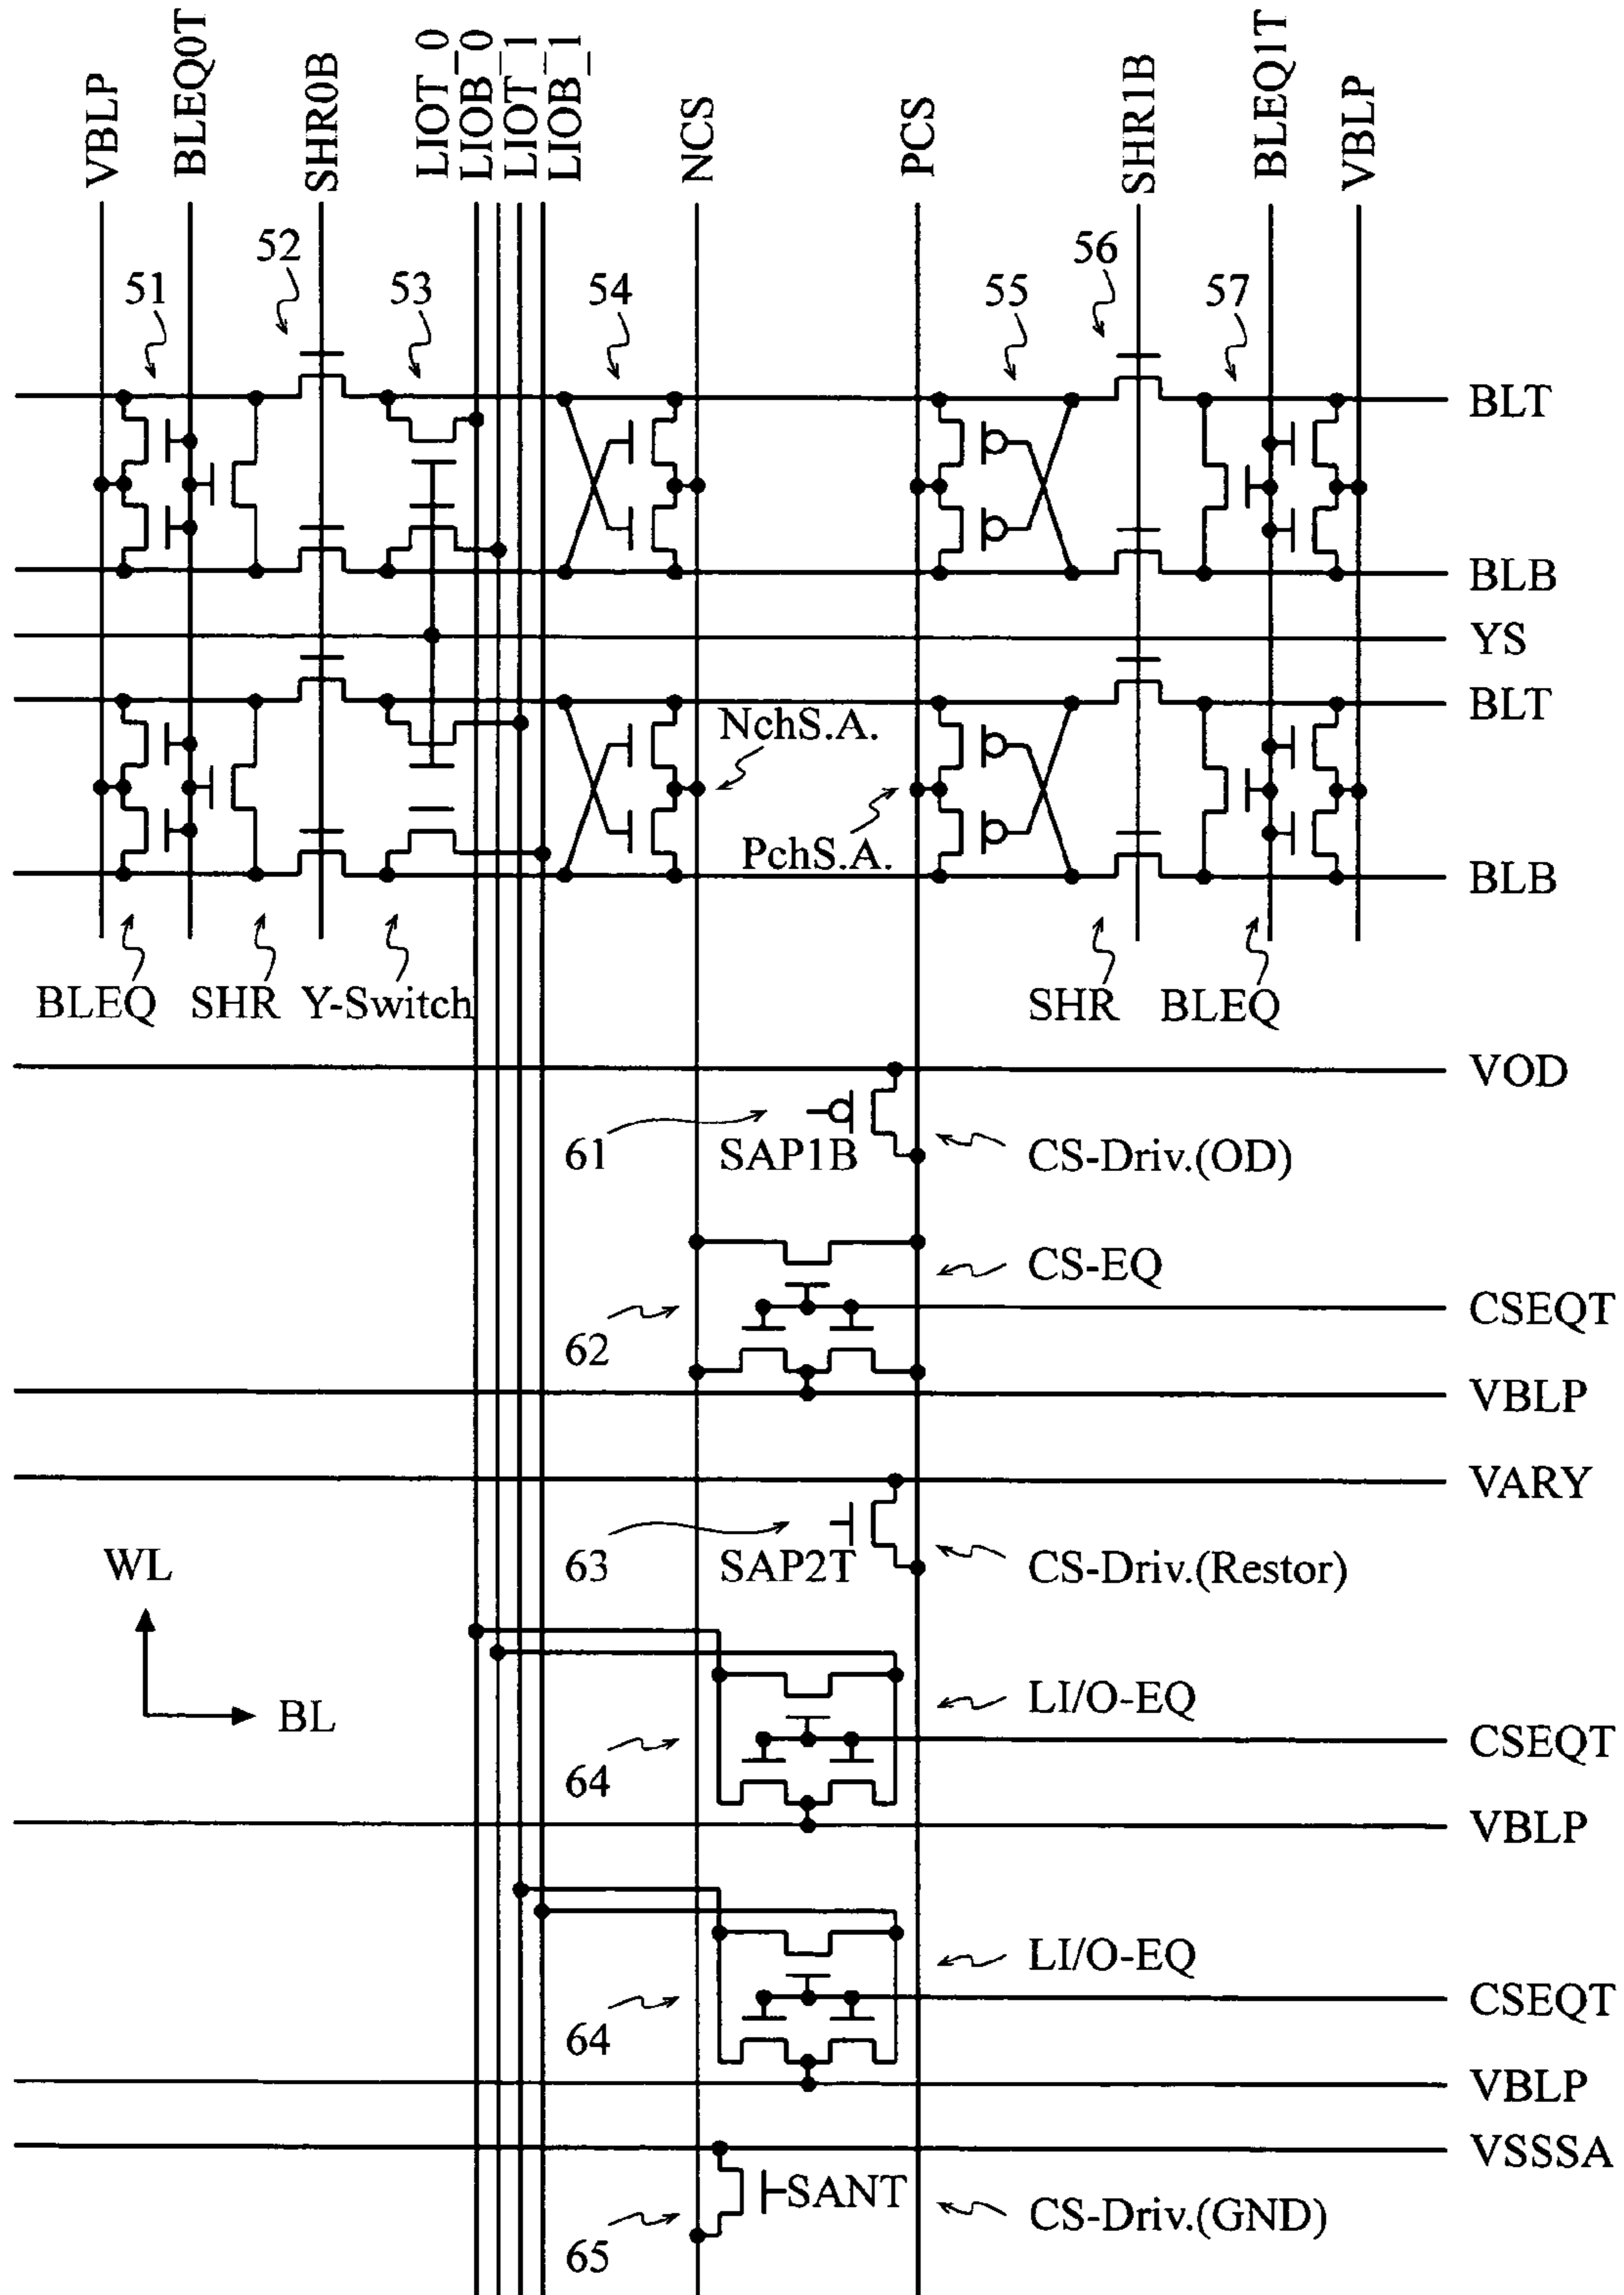 VBLP
BLEQ0T
SHR0B
LIOT_0
LIOB_0
LIOT_1
LIOB_1
NCS
PCS
SHR1B
BLEQ1T
VBLP
51
52
53
54
55
56
57
BLT
BLB
YS
BLT
NchS.A.
PchS.A.
BLB
BLEQ
SHR
Y-Switch
SHR
BLEQ
VOD
61
SAP1B
CS-Driv.(OD)
CS-EQ
CSEQT
62
VBLP
VARY
63
SAP2T
CS-Driv.(Restor)
WL
BL
LI/O-EQ
CSEQT
64
VBLP
LI/O-EQ
CSEQT
64
VBLP
VSSSA
SANT
65
CS-Driv.(GND)